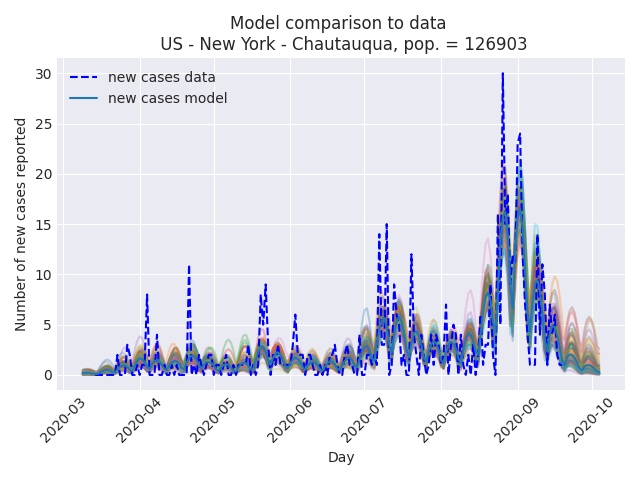 Model comparison to data
US - New York - Chautauqua, pop. = 126903
new cases data
new cases model
Number of new cases reported
30
25
20
15
10
5
0
2020-03
2020-04
2020-05
2020-06
2020-07
2020-08
2020-09
2020-10
Day